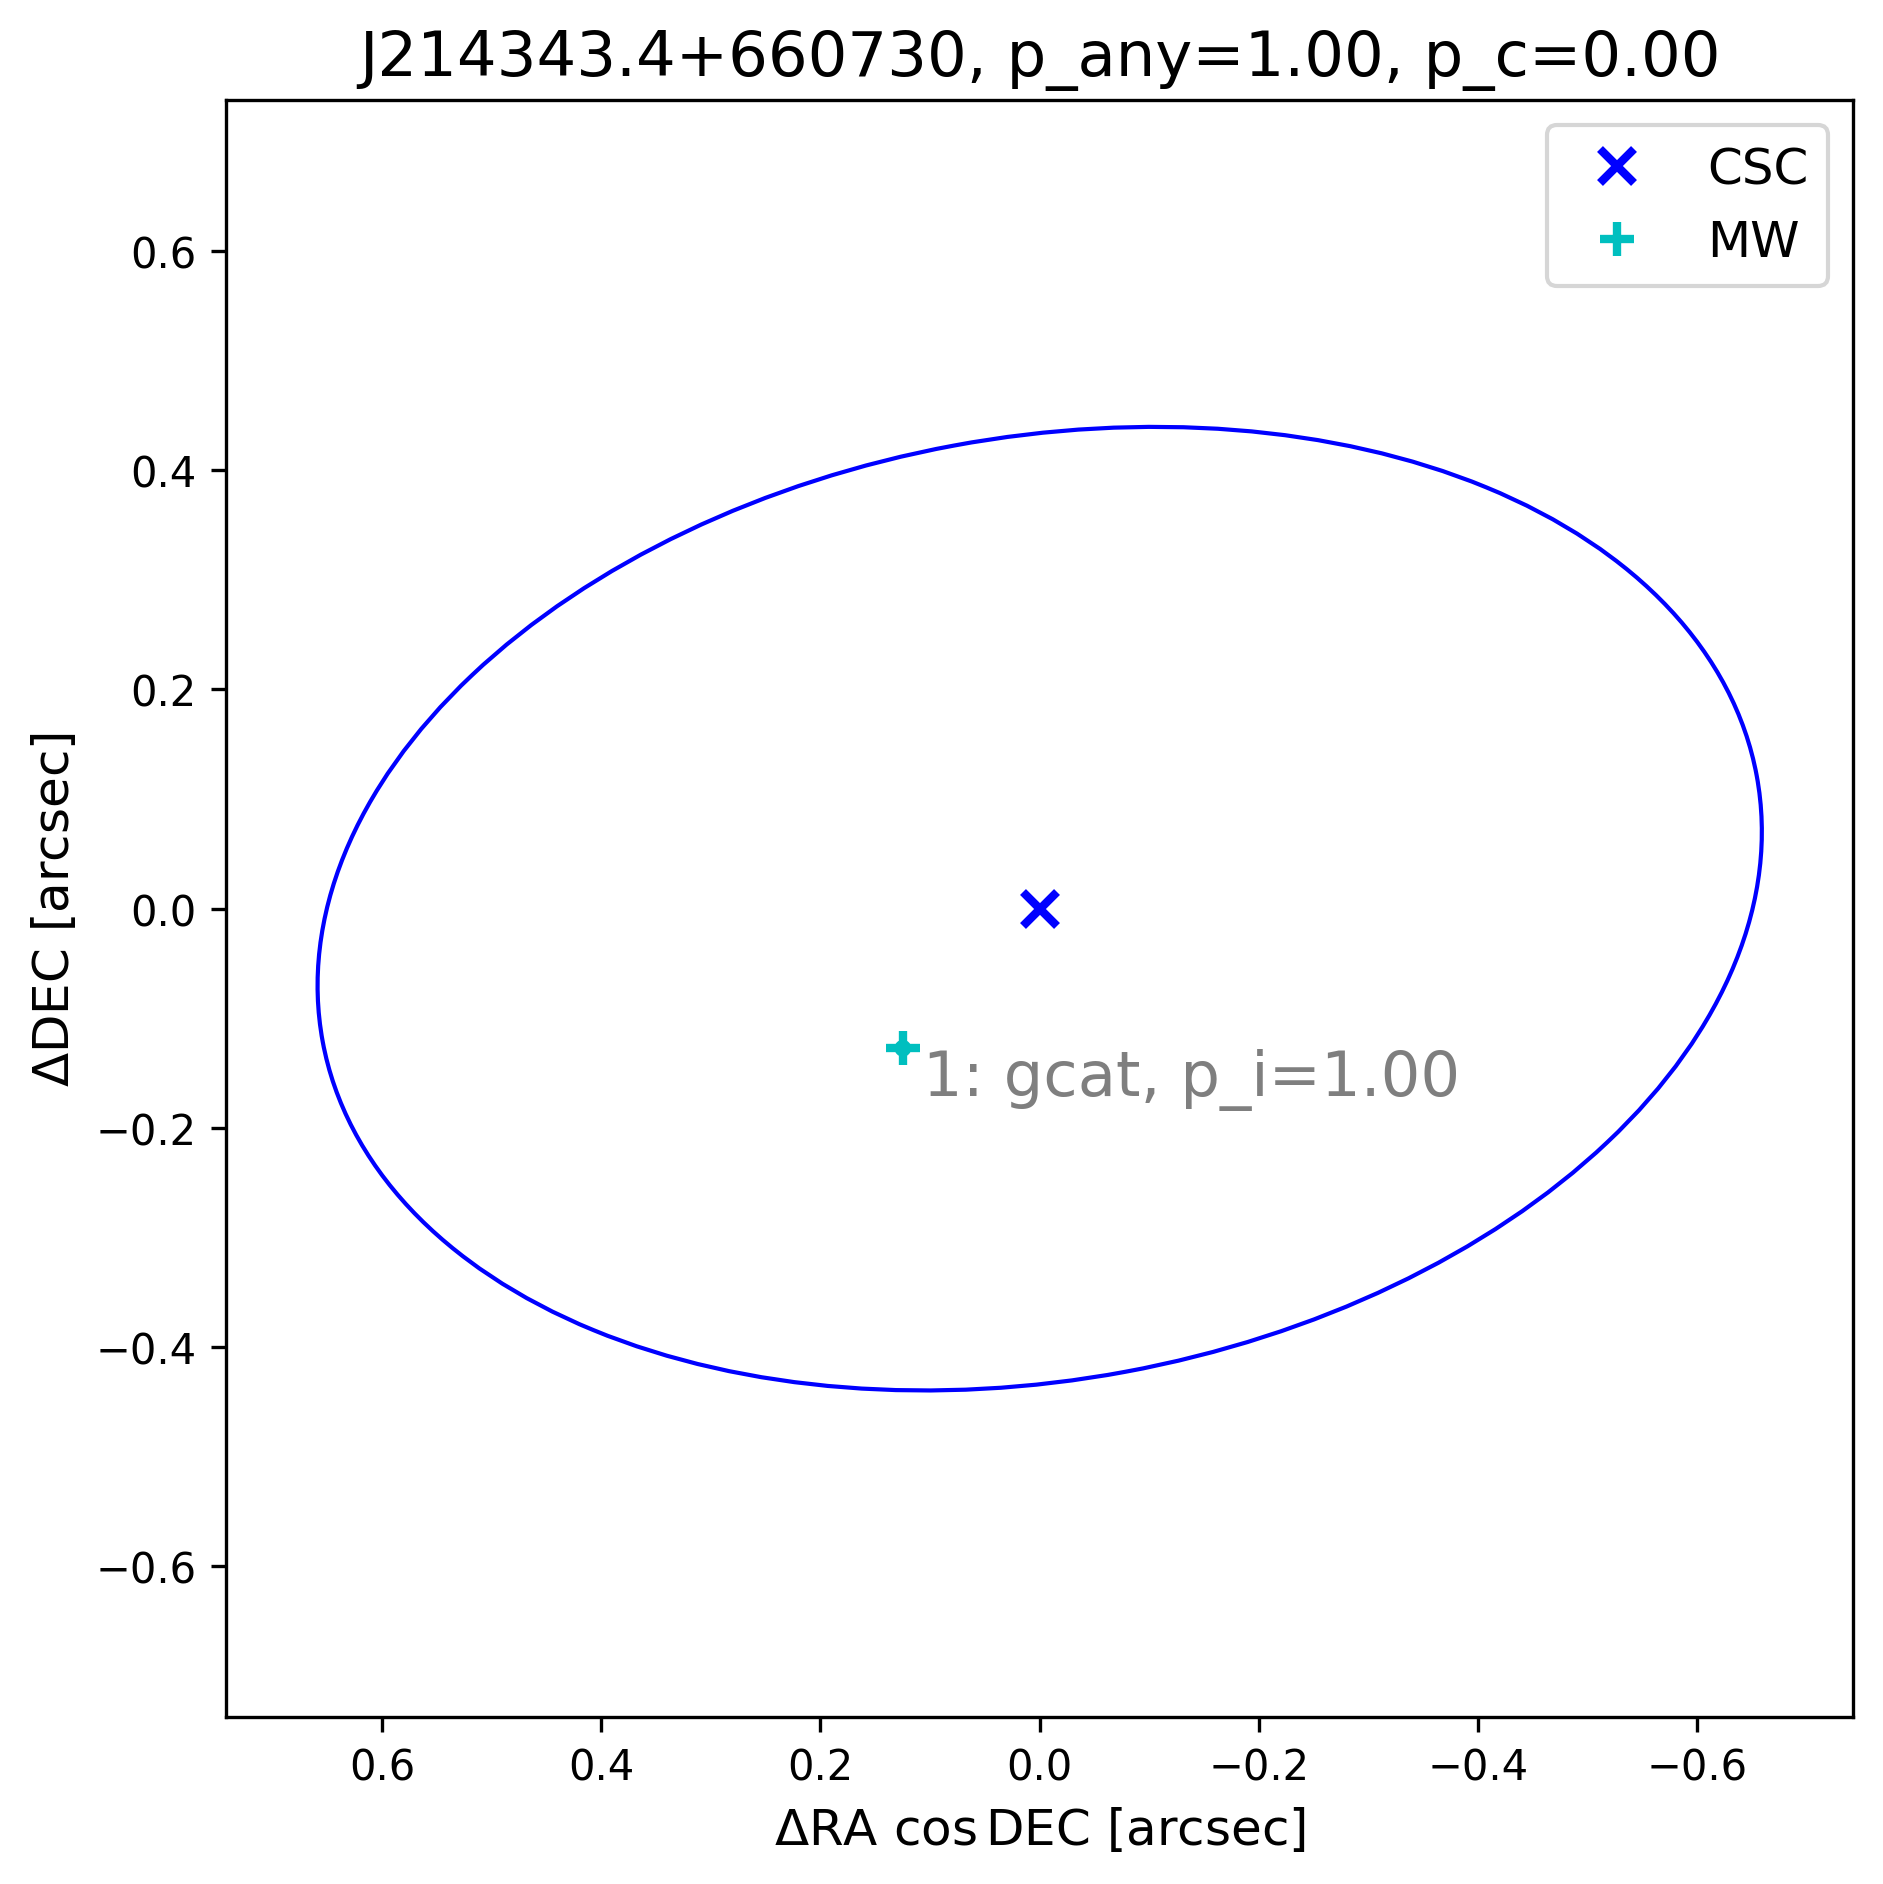 J214343.4+660730, p_any=1.00, p_c=0.00
CSC
MW
0.6
0.4
0.2
0.0
−0.2
−0.4
−0.6
ΔDEC [arcsec]
1: gcat, p_i=1.00
0.6 0.4 0.2 0.0 −0.2 −0.4 −0.6
ΔRA cos DEC [arcsec]